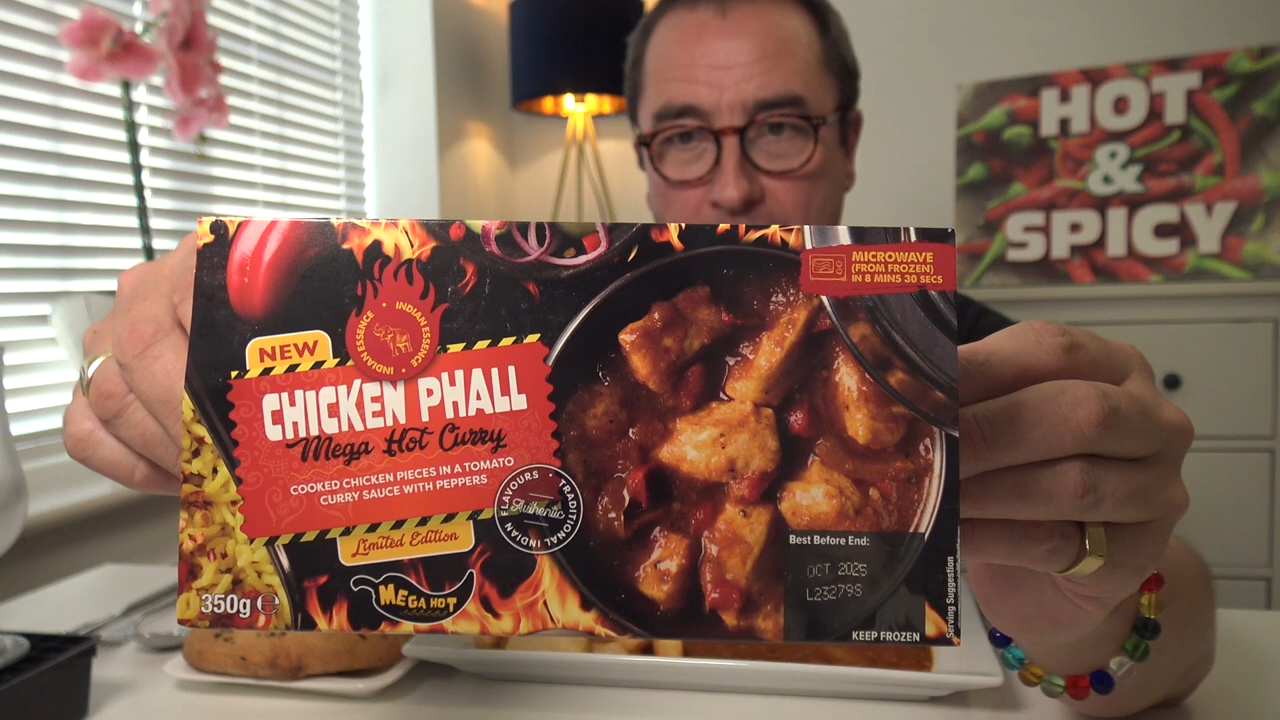 HOT
&
SPICY
MICROWAVE
(FROM FROZEN)
IN 8 MINS 30 SECS
INDIAN ESSENCE • INDIAN ESSENCE •
NEW
CHICKEN PHALL
Mega Hot Curry
COOKED CHICKEN PIECES IN A TOMATO
CURRY SAUCE WITH PEPPERS
FLAVOURS • TRADITIONAL INDIAN
Authentic
Limited Edition
MEGA HOT
350g ℮
Best Before End:
OCT 2025
L23279S
KEEP FROZEN
Serving Suggestion